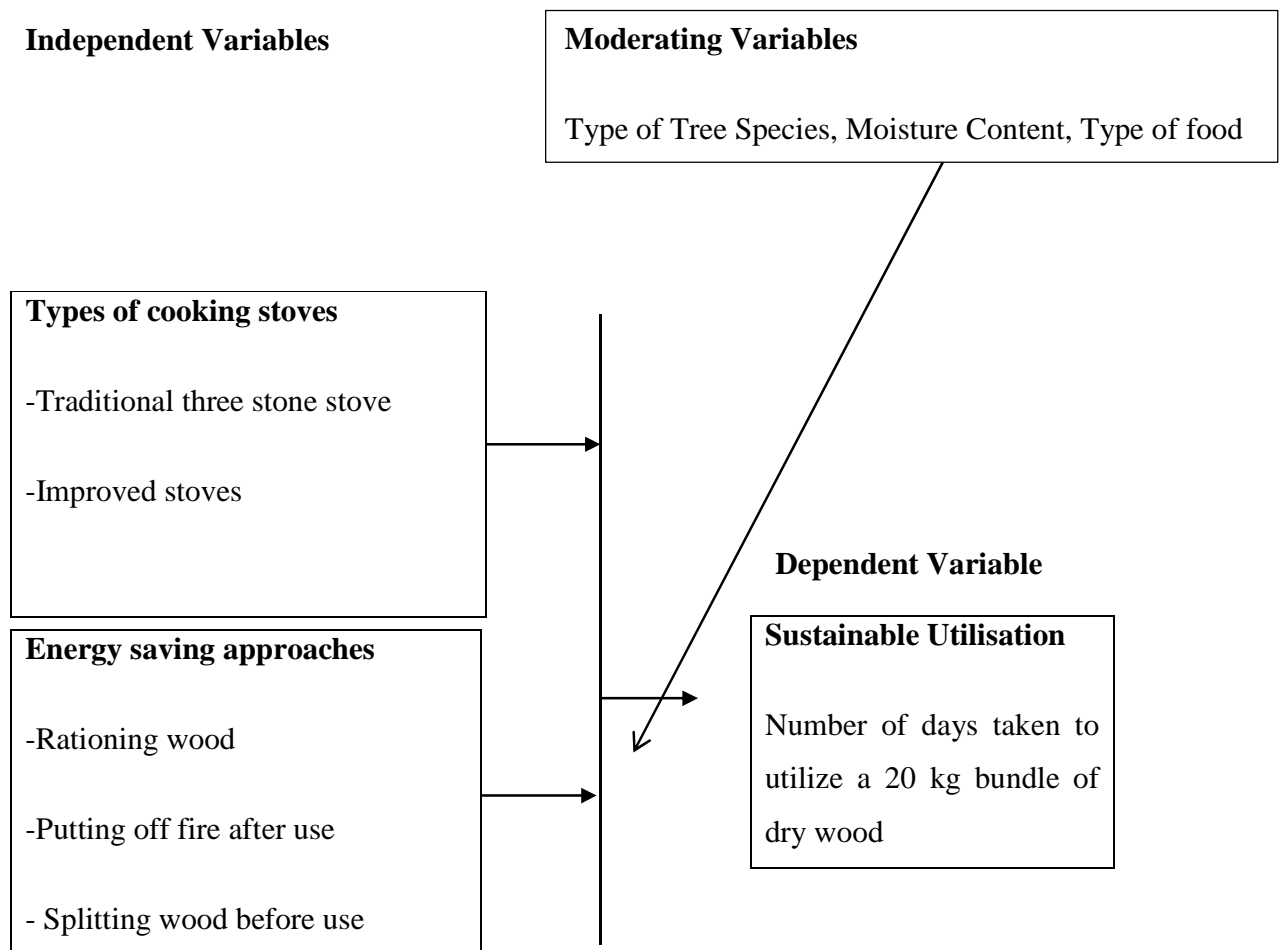 Independent Variables
Moderating Variables
Type of Tree Species, Moisture Content, Type of food
Types of cooking stoves
-Traditional three stone stove
-Improved stoves
Energy saving approaches
-Rationing wood
-Putting off fire after use
- Splitting wood before use
Dependent Variable
Sustainable Utilisation
Number of days taken to
utilize a 20 kg bundle of
dry wood